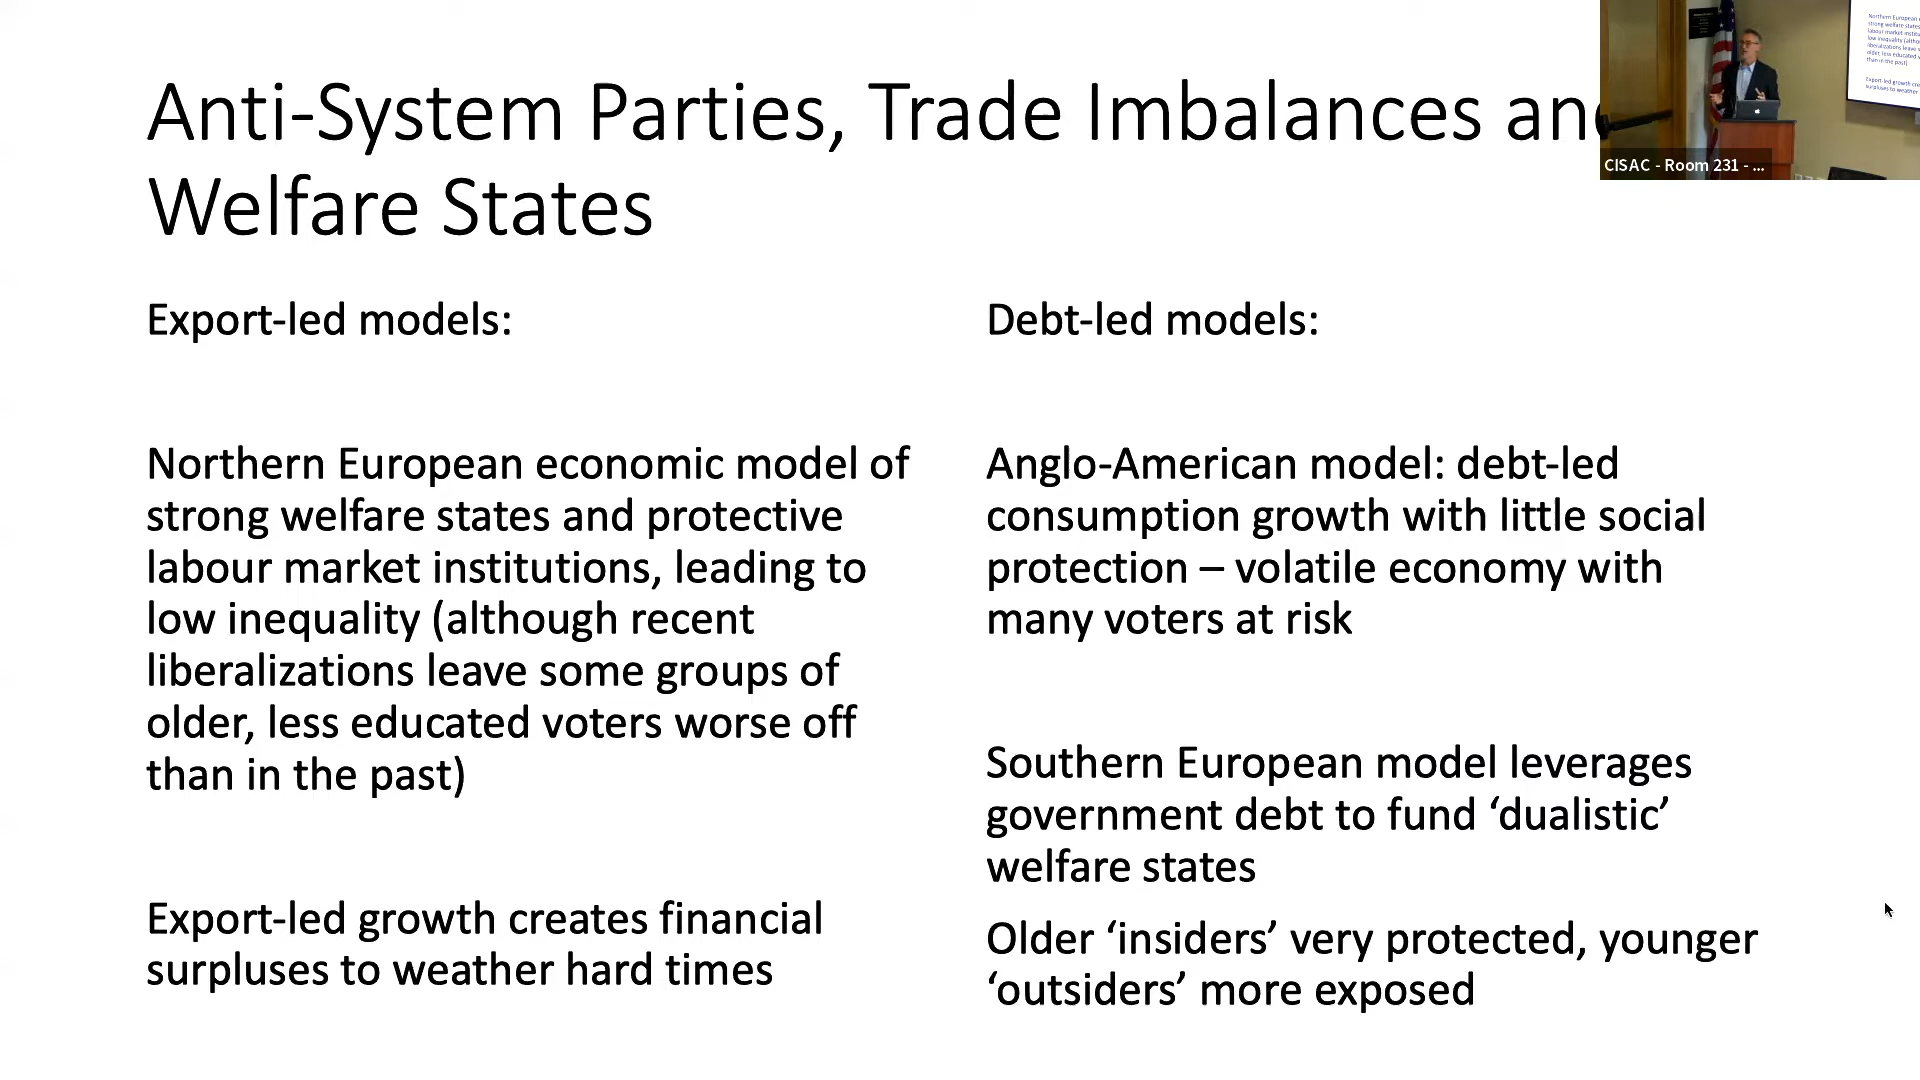 Anti-System Parties, Trade Imbalances and
Welfare States
CISAC - Room 231 - ...
Export-led models:
Northern European economic model of
strong welfare states and protective
labour market institutions, leading to
low inequality (although recent
liberalizations leave some groups of
older, less educated voters worse off
than in the past)
Export-led growth creates financial
surpluses to weather hard times
Debt-led models:
Anglo-American model: debt-led
consumption growth with little social
protection – volatile economy with
many voters at risk
Southern European model leverages
government debt to fund ‘dualistic’
welfare states
Older ‘insiders’ very protected, younger
‘outsiders’ more exposed